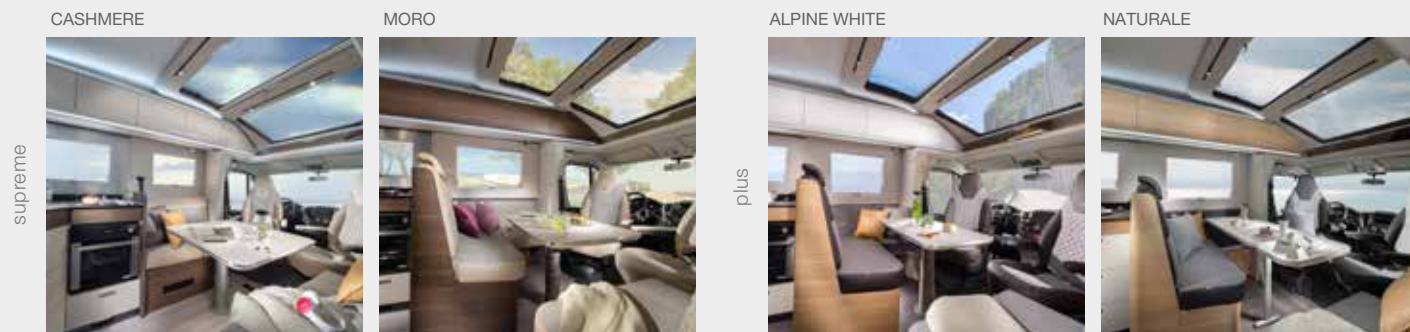 CASHMERE
MORO
ALPINE WHITE
NATURALE
supreme
plus